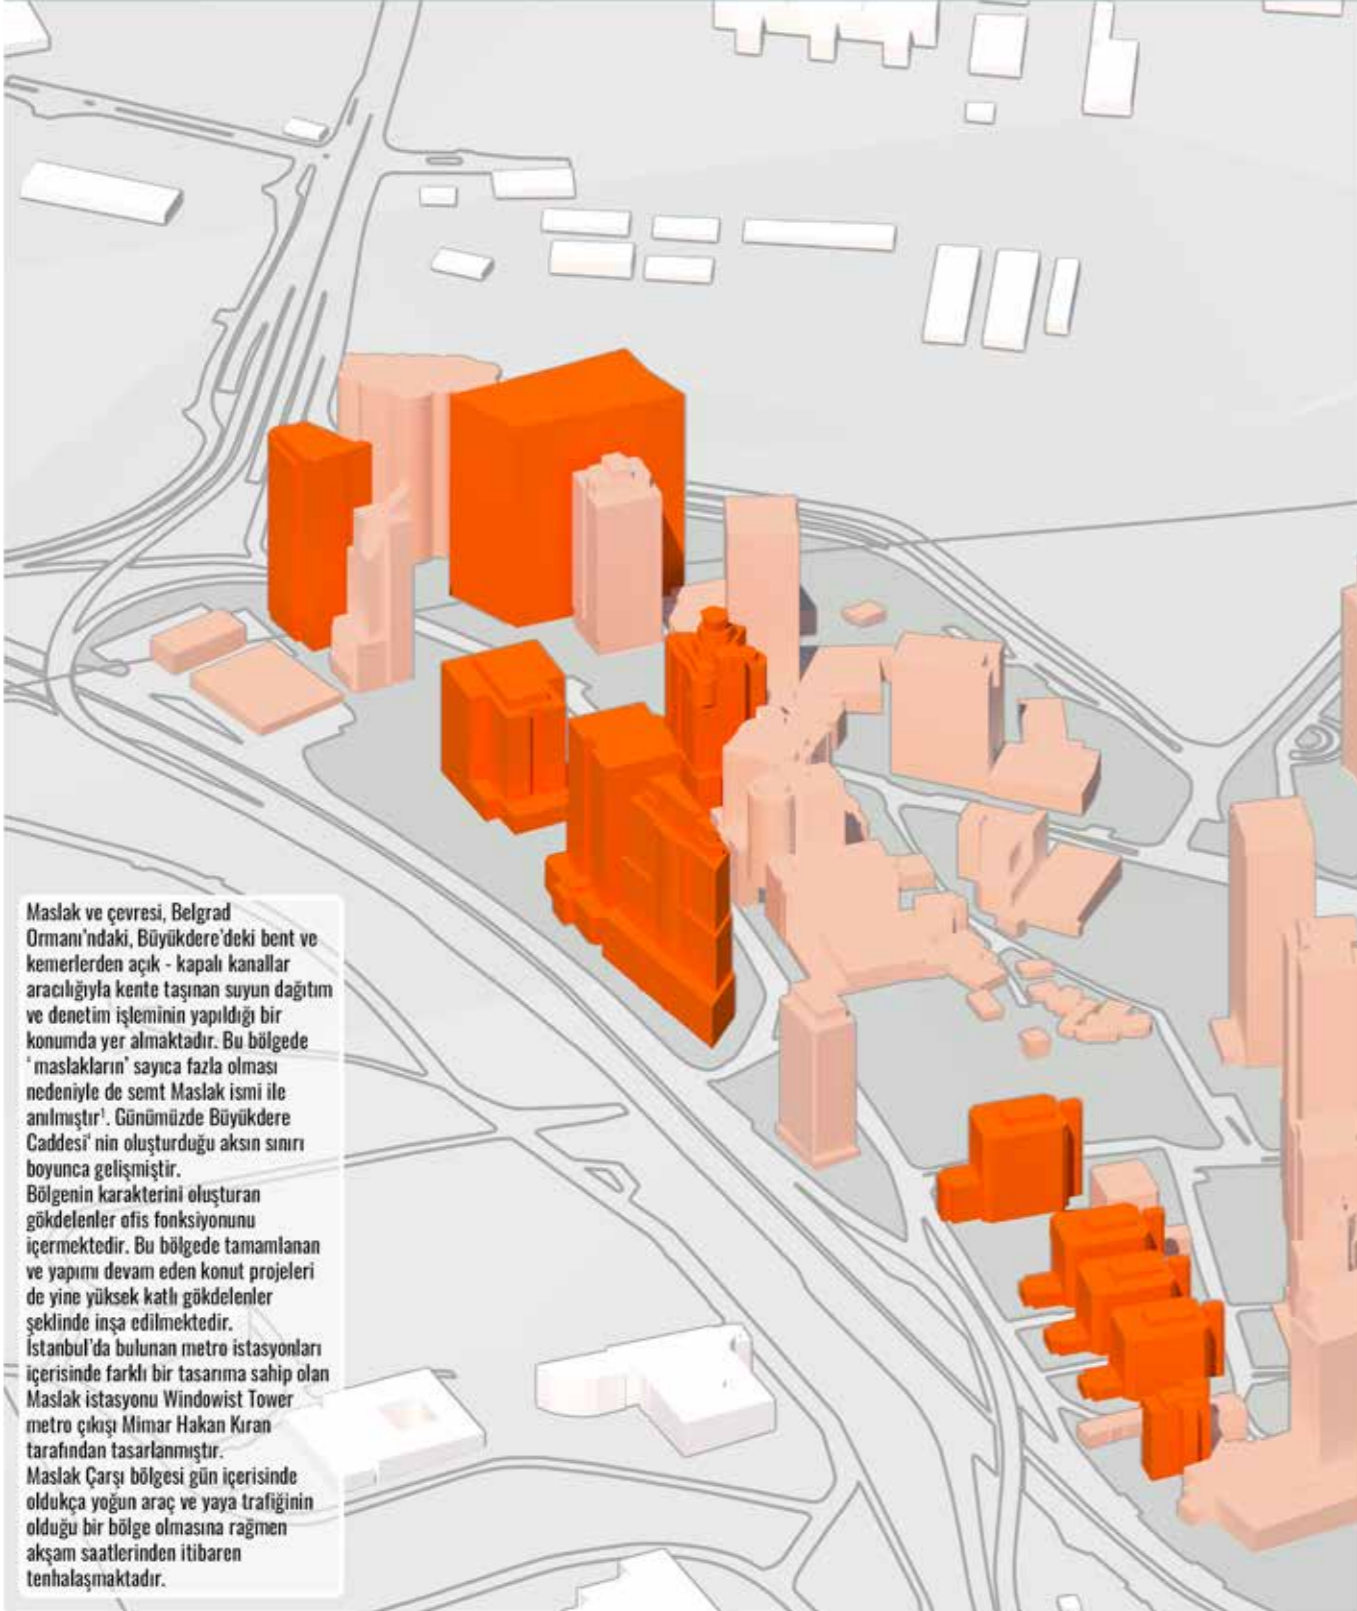 Maslak ve çevresi, Belgrad
Ormanı'ndaki, Büyükdere'deki bent ve
kemerlerden açık - kapalı kanallar
aracılığıyla kente taşınan suyun dağıtım
ve denetim işleminin yapıldığı bir
konumda yer almaktadır. Bu bölgede
‘ maslakların’ sayıca fazla olması
nedeniyle de semt Maslak ismi ile
anılmıştır¹. Günümüzde Büyükdere
Caddesi' nin oluşturduğu aksın sınırı
boyunca gelişmiştir.
Bölgenin karakterini oluşturan
gökdelenler ofis fonksiyonunu
içermektedir. Bu bölgede tamamlanan
ve yapımı devam eden konut projeleri
de yine yüksek katlı gökdelenler
şeklinde inşa edilmektedir.
İstanbul'da bulunan metro istasyonları
içerisinde farklı bir tasarıma sahip olan
Maslak istasyonu Windowist Tower
metro çıkışı Mimar Hakan Kıran
tarafından tasarlanmıştır.
Maslak Çarşı bölgesi gün içerisinde
oldukça yoğun araç ve yaya trafiğinin
olduğu bir bölge olmasına rağmen
akşam saatlerinden itibaren
tenhalaşmaktadır.